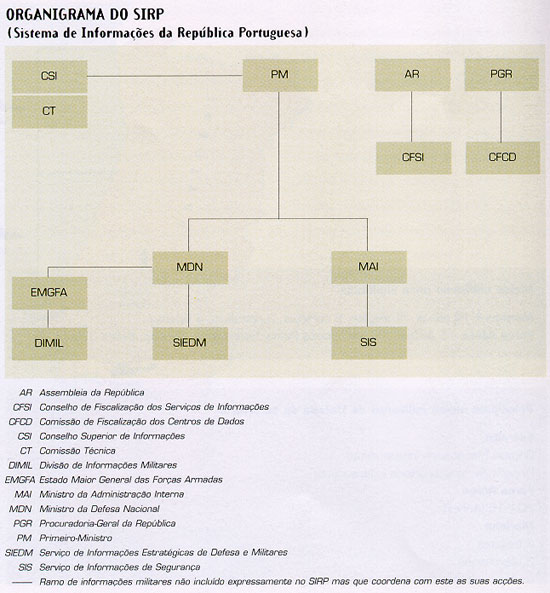 ORGANIGRAMA DO SIRP
(Sistema de Informações da República Portuguesa)
CSI
PM
AR
PGR
CT
CFSI
CFCD
MDN
MAI
EMGFA
DIMIL
SIEDM
SIS
AR Assembleia da República
CFSI Conselho de Fiscalização dos Serviços de Informações
CFCD Comissão de Fiscalização dos Centros de Dados
CSI Conselho Superior de Informações
CT Comissão Técnica
DIMIL Divisão de Informações Militares
EMGFA Estado Maior General das Forças Armadas
MAI Ministro da Administração Interna
MDN Ministro da Defesa Nacional
PGR Procuradoria-Geral da República
PM Primeiro-Ministro
SIEDM Serviço de Informações Estratégicas de Defesa e Militares
SIS Serviço de Informações de Segurança
—— Ramo de informações militares não incluído expressamente no SIRP mas que coordena com este as suas acções.